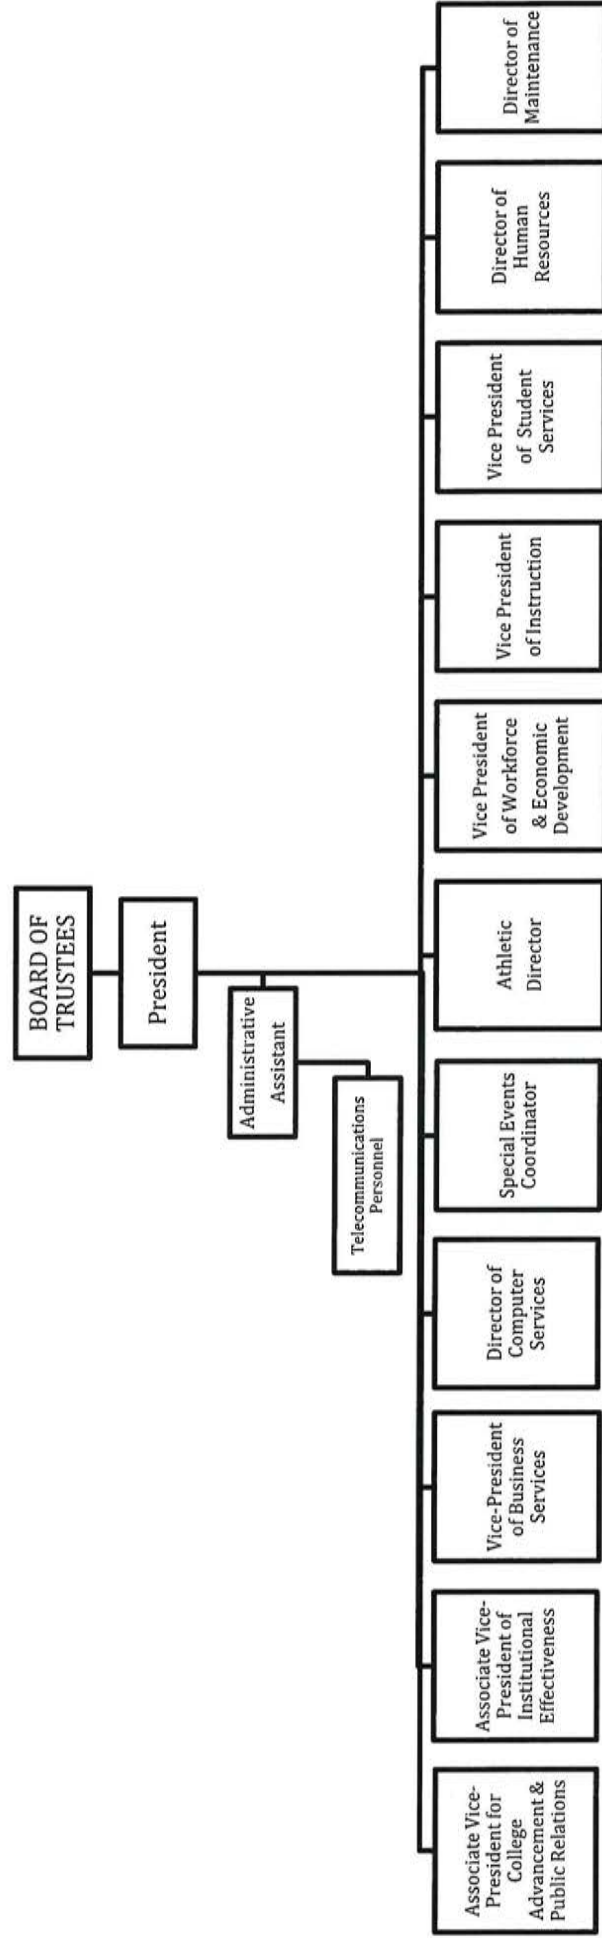 BOARD OF
TRUSTEES
President
Administrative
Assistant
Telecommunications
Personnel
Associate Vice-
President for
College
Advancement &
Public Relations
Associate Vice-
President of
Institutional
Effectiveness
Vice-President
of Business
Services
Director of
Computer
Services
Special Events
Coordinator
Athletic
Director
Vice President
of Workforce
& Economic
Development
Vice President
of Instruction
Vice President
of Student
Services
Director of
Human
Resources
Director of
Maintenance